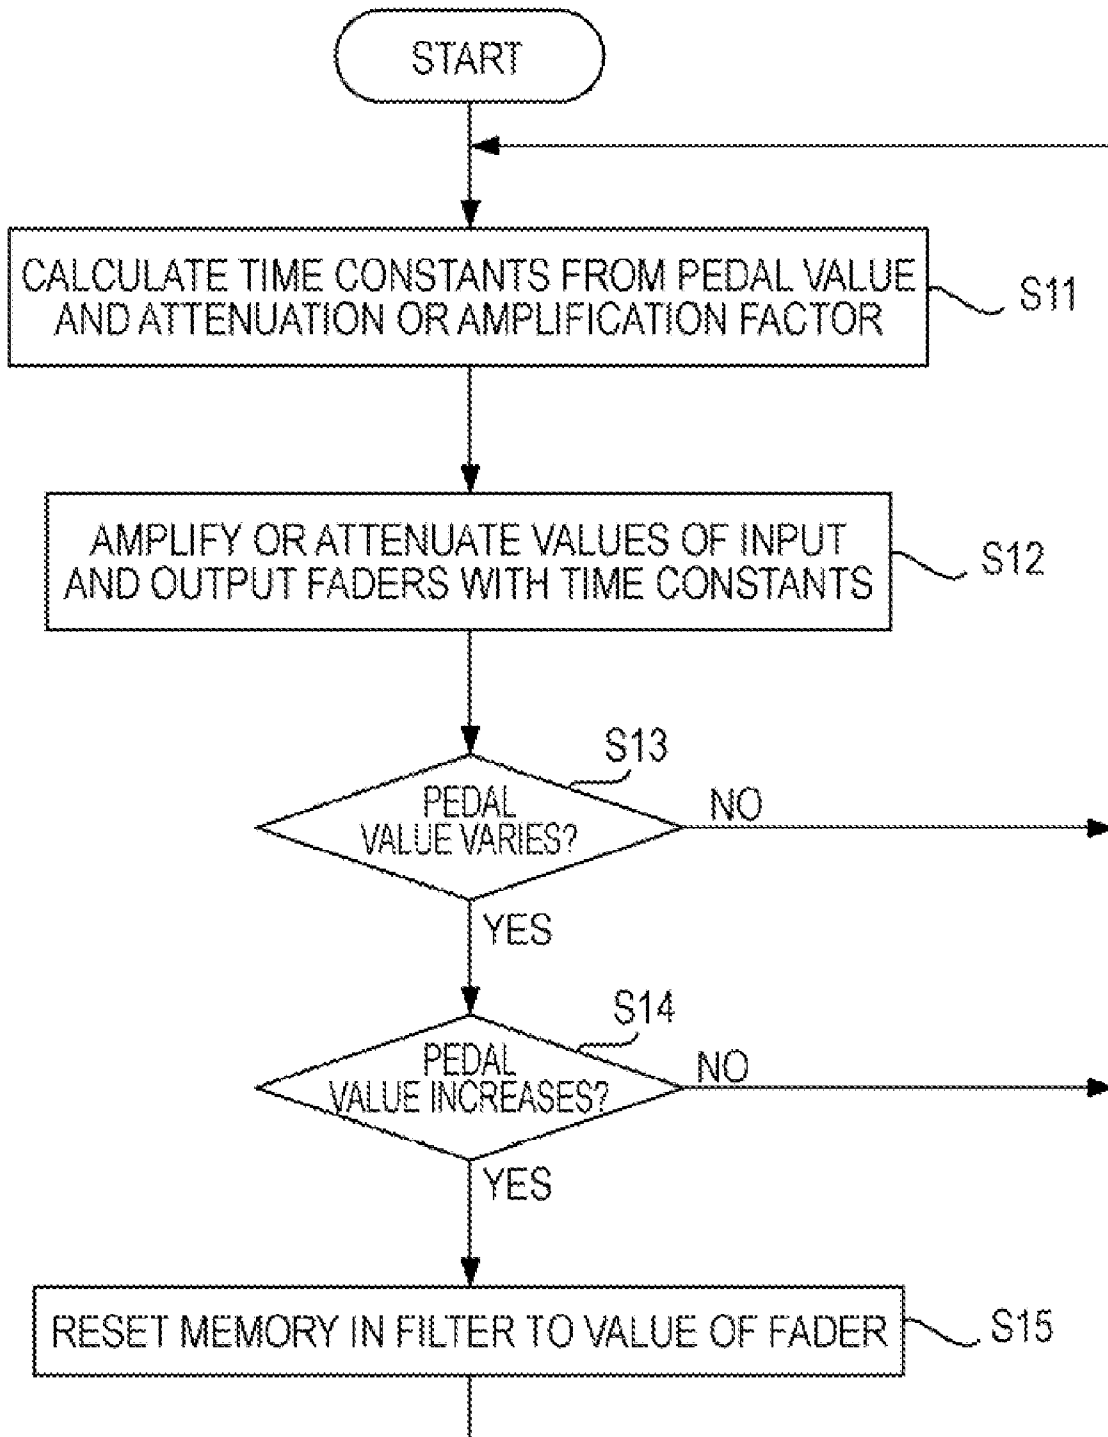 START
CALCULATE TIME CONSTANTS FROM PEDAL VALUE
AND ATTENUATION OR AMPLIFICATION FACTOR
S11
AMPLIFY OR ATTENUATE VALUES OF INPUT
AND OUTPUT FADERS WITH TIME CONSTANTS
S12
S13
PEDAL
VALUE VARIES?
NO
YES
S14
PEDAL
VALUE INCREASES?
NO
YES
RESET MEMORY IN FILTER TO VALUE OF FADER
S15